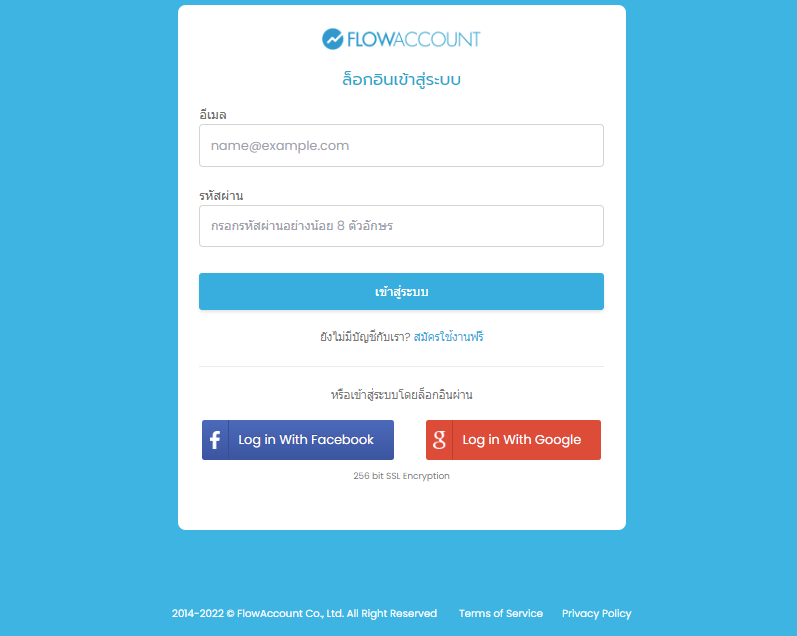 FLOWACCOUNT
ล็อกอินเข้าสู่ระบบ
อีเมล
name@example.com
รหัสผ่าน
กรอกรหัสผ่านอย่างน้อย 8 ตัวอักษร
เข้าสู่ระบบ
ยังไม่มีบัญชีกับเรา? สมัครใช้งานฟรี
หรือเข้าสู่ระบบโดยล็อกอินผ่าน
f Log in With Facebook
g Log in With Google
256 bit SSL Encryption
2014-2022 © FlowAccount Co., Ltd. All Right Reserved Terms of Service Privacy Policy